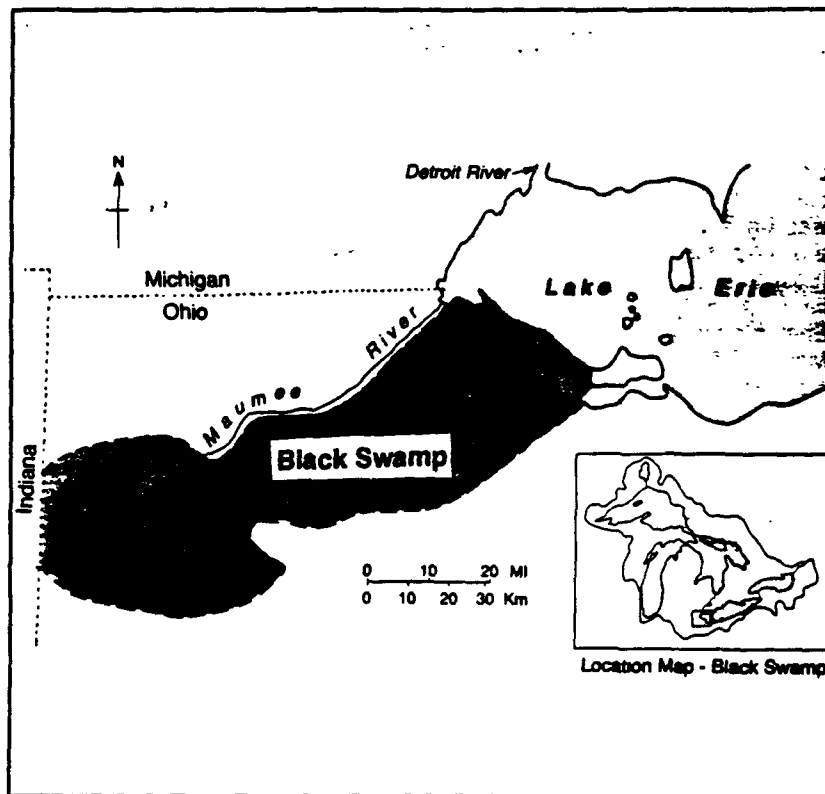 Detroit River
N
Michigan
Ohio
Lake Erie
Maumee River
Indiana
Black Swamp
0 10 20 MI
0 10 20 30 Km
Location Map - Black Swamp